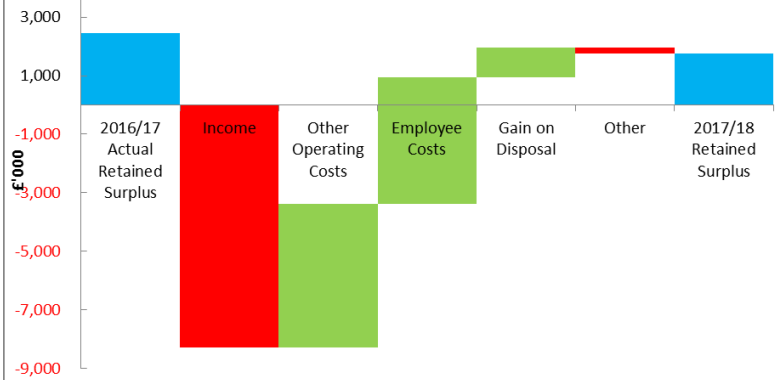 3,000
1,000
-1,000
-3,000
-5,000
-7,000
-9,000
£'000
2016/17
Actual
Retained
Surplus
Income
Other
Operating
Costs
Employee
Costs
Gain on
Disposal
Other
2017/18
Retained
Surplus